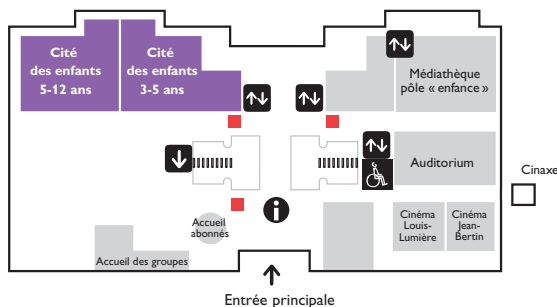 Cité
des enfants
5-12 ans
Cité
des enfants
3-5 ans
Médiathèque
pôle « enfance »
Auditorium
Cinaxe
Accueil
abonnés
Cinéma
Louis-
Lumière
Cinéma
Jean-
Bertin
Accueil des groupes
Entrée principale